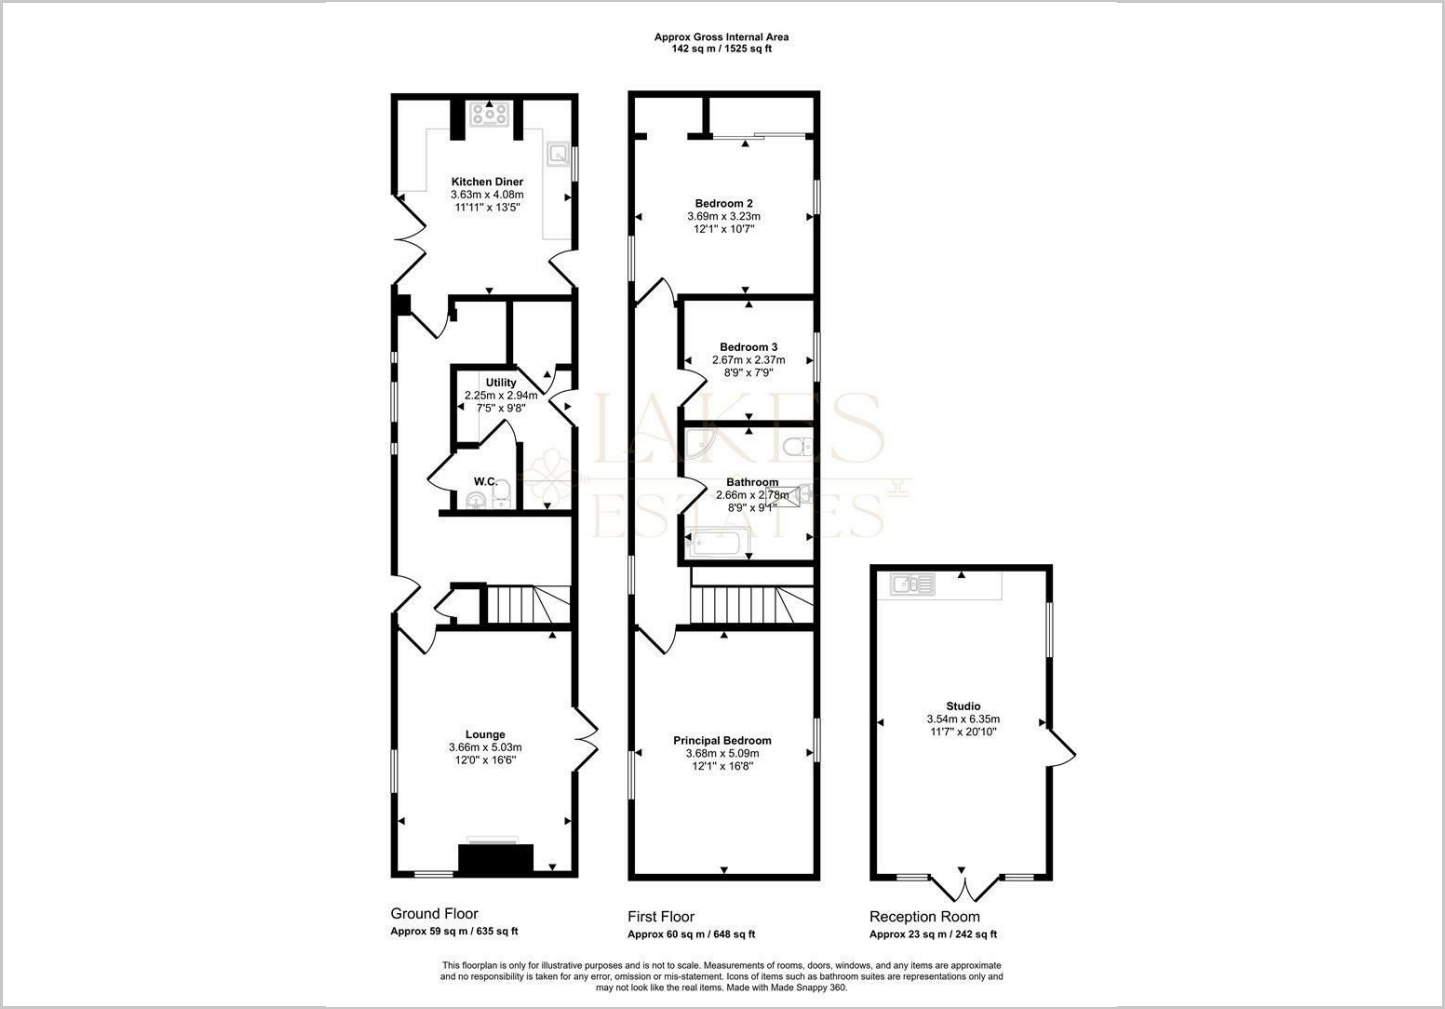 Approx Gross Internal Area
142 sq m / 1525 sq ft
Kitchen Diner
3.63m x 4.08m
11'11" x 13'5"
Utility
2.25m x 2.94m
7'5" x 9'8"
W.C.
Lounge
3.66m x 5.03m
12'0" x 16'6"
Ground Floor
Approx 59 sq m / 635 sq ft
Bedroom 2
3.69m x 3.23m
12'1" x 10'7"
Bedroom 3
2.67m x 2.37m
8'9" x 7'9"
Bathroom
2.66m x 2.78m
8'9" x 9'1"
Principal Bedroom
3.68m x 5.09m
12'1" x 16'8"
First Floor
Approx 60 sq m / 648 sq ft
LAKES
ESTATES
Studio
3.54m x 6.35m
11'7" x 20'10"
Reception Room
Approx 23 sq m / 242 sq ft
This floorplan is only for illustrative purposes and is not to scale. Measurements of rooms, doors, windows, and any items are approximate
and no responsibility is taken for any error, omission or mis-statement. Icons of items such as bathroom suites are representations only and
may not look like the real items. Made with Made Snappy 360.